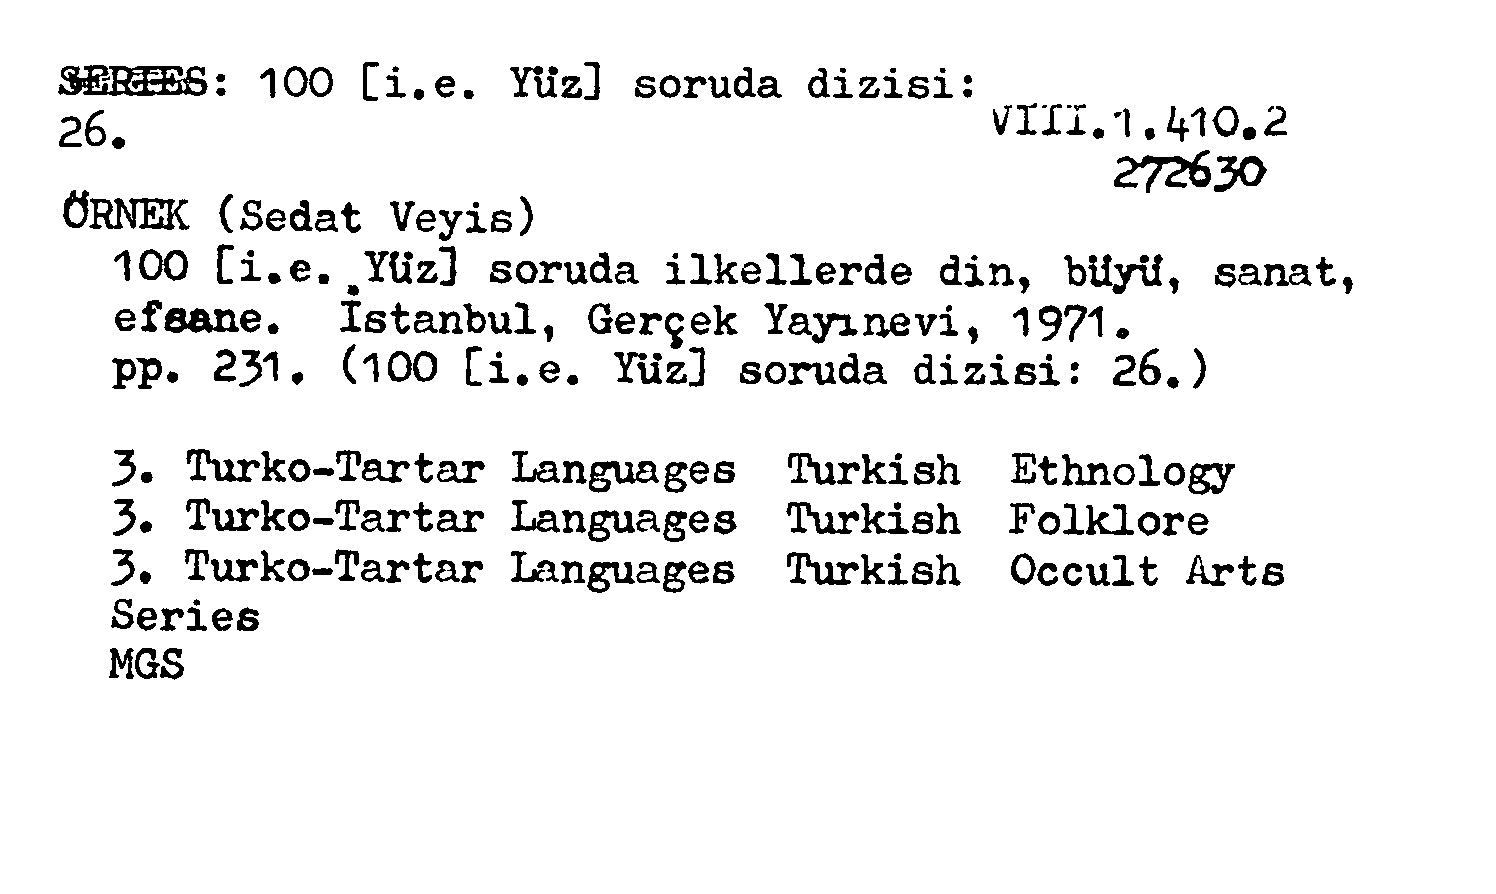 SERIES: 100 [i.e. Yüz] soruda dizisi:
26.
VIII.1.410.2
272630
ÖRNEK (Sedat Veyis)
100 [i.e. Yüz] soruda ilkellerde din, büyü, sanat,
efsane. İstanbul, Gerçek Yayınevi, 1971.
pp. 231. (100 [i.e. Yüz] soruda dizisi: 26.)
3. Turko-Tartar Languages Turkish Ethnology
3. Turko-Tartar Languages Turkish Folklore
3. Turko-Tartar Languages Turkish Occult Arts
Series
MGS